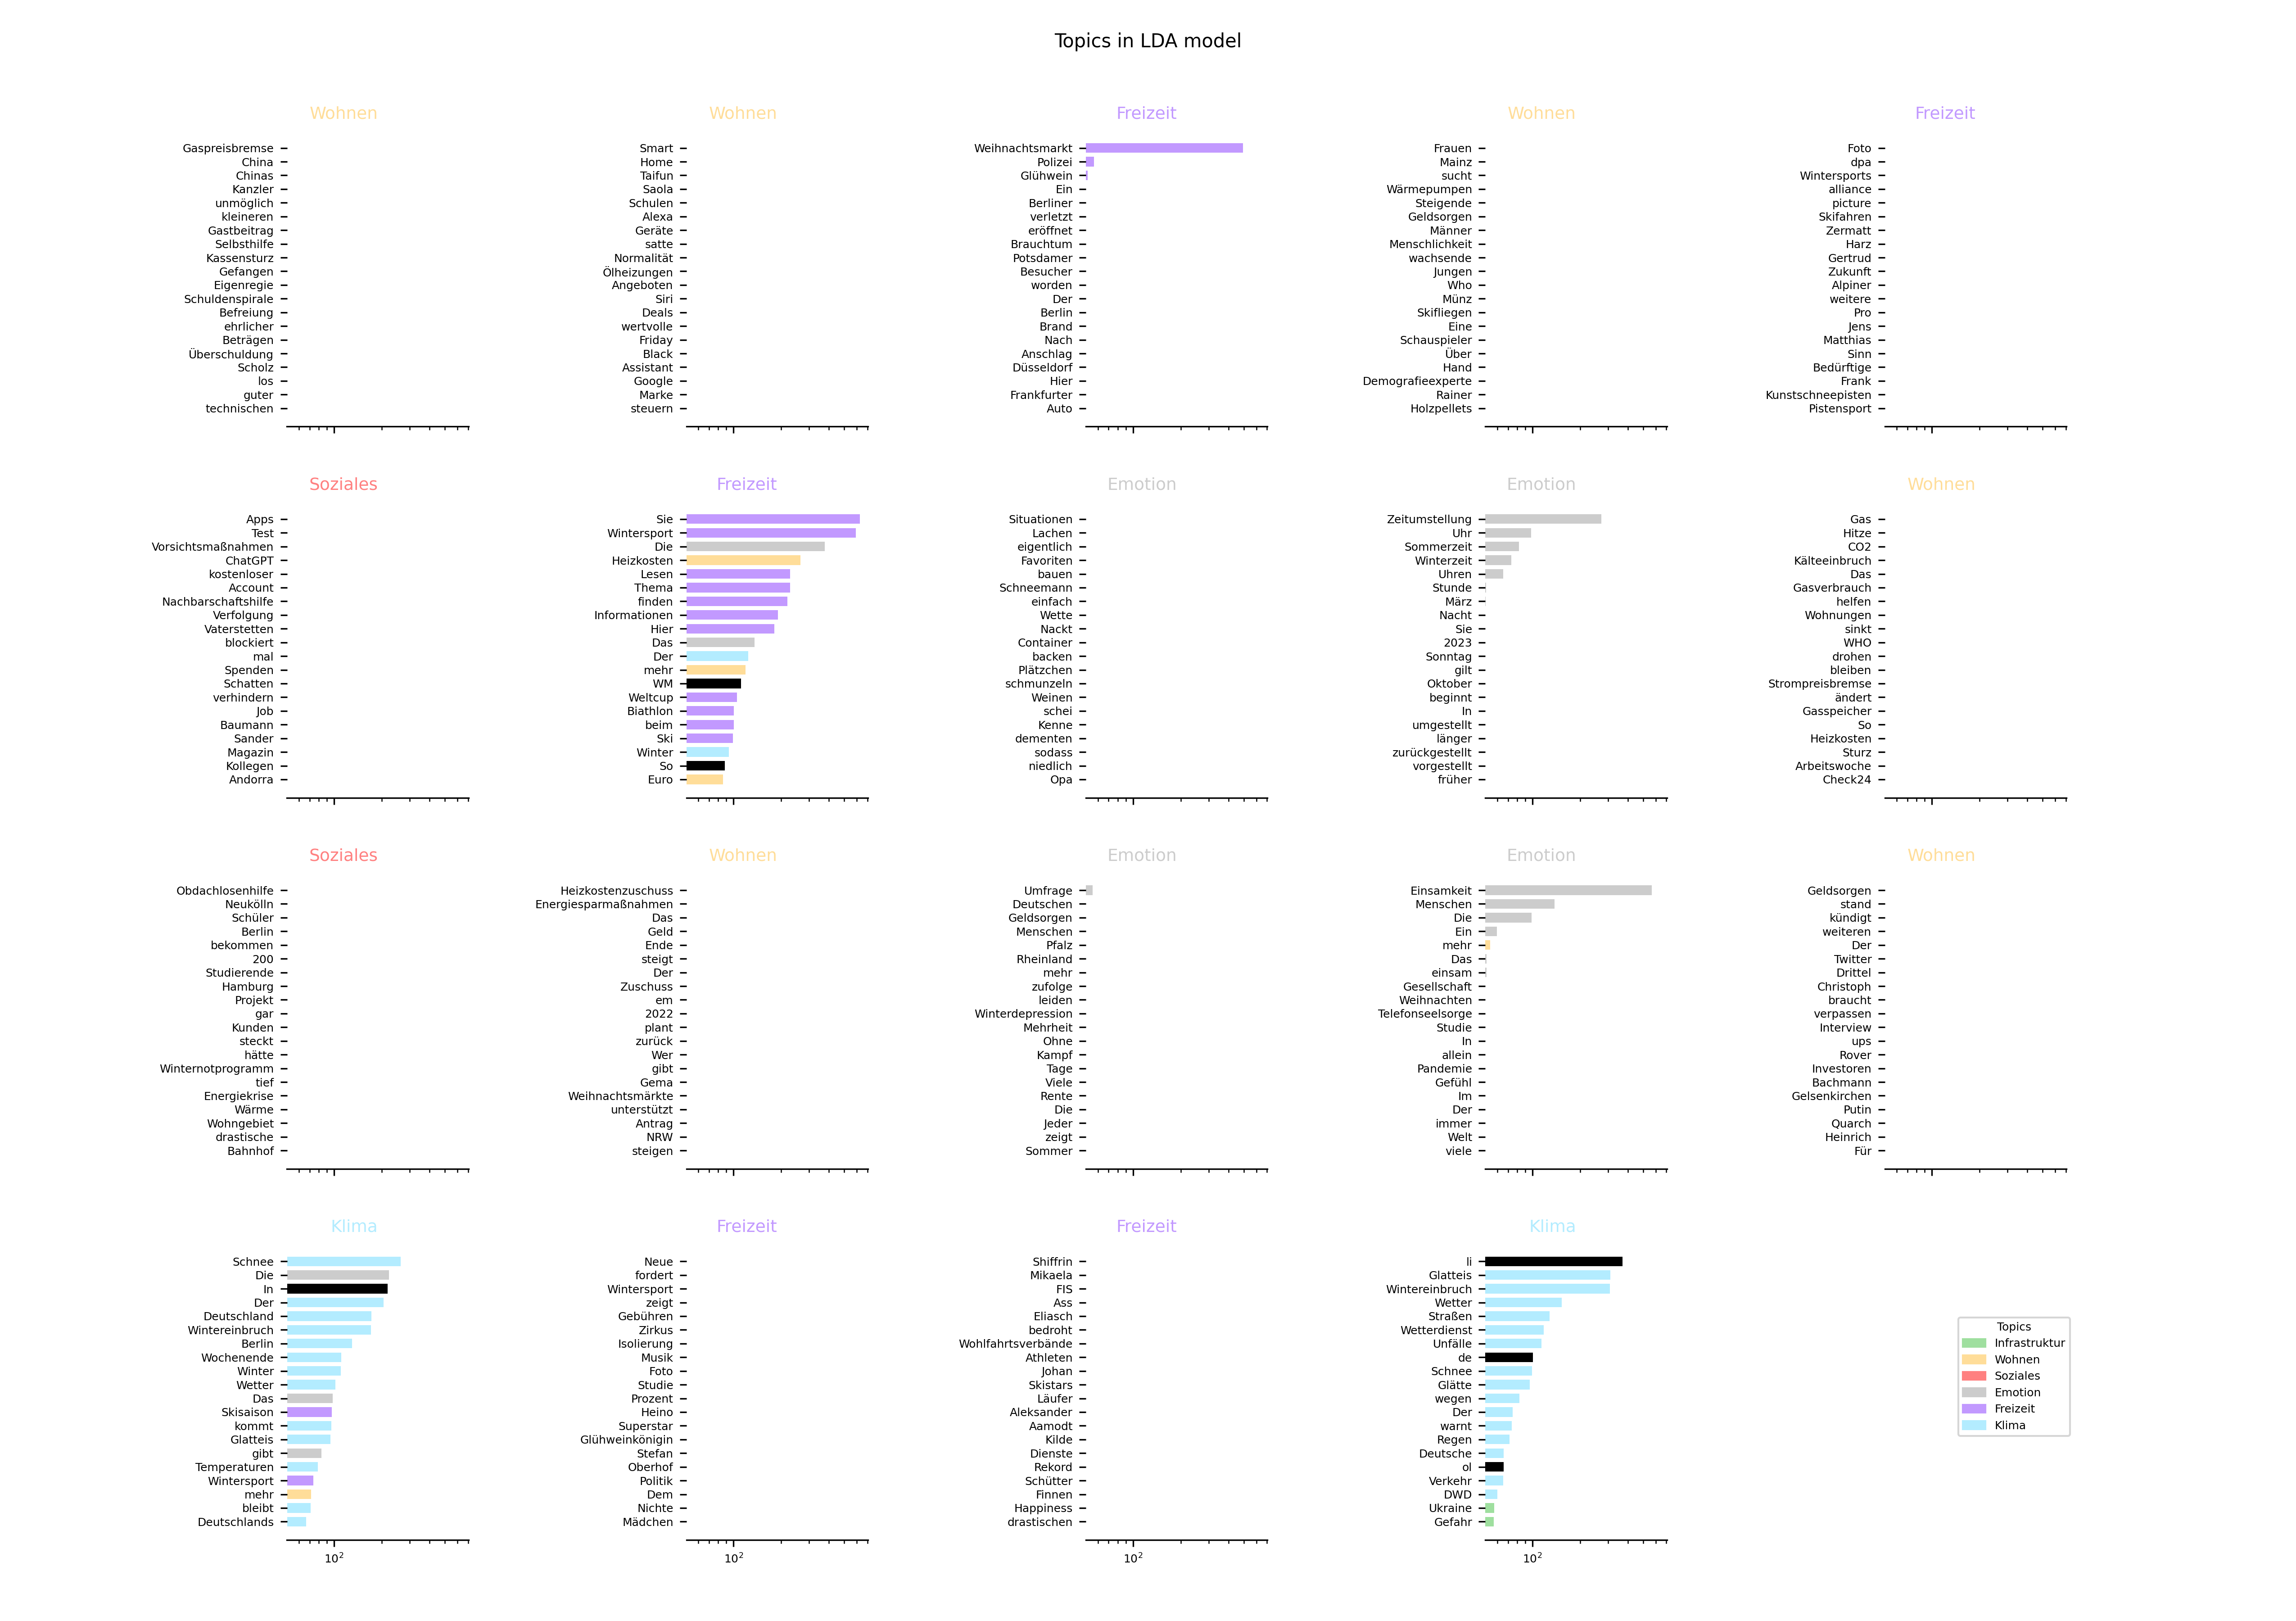 Topics in LDA model
Wohnen
Gaspreisbremse
China
Chinas
Kanzler
unmöglich
kleineren
Gastbeitrag
Selbsthilfe
Kassensturz
Gefangen
Eigenregie
Schuldenspirale
Befreiung
ehrlicher
Beträgen
Überschuldung
Scholz
los
guter
technischen
Wohnen
Smart
Home
Taifun
Saola
Schulen
Alexa
Geräte
satte
Normalität
Ölheizungen
Angeboten
Siri
Deals
wertvolle
Friday
Black
Assistant
Google
Marke
steuern
Freizeit
Weihnachtsmarkt
Polizei
Glühwein
Ein
Berliner
verletzt
eröffnet
Brauchtum
Potsdamer
Besucher
worden
Der
Berlin
Brand
Nach
Anschlag
Düsseldorf
Hier
Frankfurter
Auto
Wohnen
Frauen
Mainz
sucht
Wärmepumpen
Steigende
Geldsorgen
Männer
Menschlichkeit
wachsende
Jungen
Who
Münz
Skifliegen
Eine
Schauspieler
Über
Hand
Demografieexperte
Rainer
Holzpellets
Freizeit
Foto
dpa
Wintersports
alliance
picture
Skifahren
Zermatt
Harz
Gertrud
Zukunft
Alpiner
weitere
Pro
Jens
Matthias
Sinn
Bedürftige
Frank
Kunstschneepisten
Pistensport
Soziales
Apps
Test
Vorsichtsmaßnahmen
ChatGPT
kostenloser
Account
Nachbarschaftshilfe
Verfolgung
Vaterstetten
blockiert
mal
Spenden
Schatten
verhindern
Job
Baumann
Sander
Magazin
Kollegen
Andorra
Freizeit
Sie
Wintersport
Die
Heizkosten
Lesen
Thema
finden
Informationen
Hier
Das
Der
mehr
WM
Weltcup
Biathlon
beim
Ski
Winter
So
Euro
Emotion
Situationen
Lachen
eigentlich
Favoriten
bauen
Schneemann
einfach
Wette
Nackt
Container
backen
Plätzchen
schmunzeln
Weinen
schei
Kenne
dementen
sodass
niedlich
Opa
Emotion
Zeitumstellung
Uhr
Sommerzeit
Winterzeit
Uhren
Stunde
März
Nacht
Sie
2023
Sonntag
gilt
Oktober
beginnt
In
umgestellt
länger
zurückgestellt
vorgestellt
früher
Wohnen
Gas
Hitze
CO2
Kälteeinbruch
Das
Gasverbrauch
helfen
Wohnungen
sinkt
WHO
drohen
bleiben
Strompreisbremse
ändert
Gasspeicher
So
Heizkosten
Sturz
Arbeitswoche
Check24
Soziales
Obdachlosenhilfe
Neukölln
Schüler
Berlin
bekommen
200
Studierende
Hamburg
Projekt
gar
Kunden
steckt
hätte
Winternotprogramm
tief
Energiekrise
Wärme
Wohngebiet
drastische
Bahnhof
Wohnen
Heizkostenzuschuss
Energiesparmaßnahmen
Das
Geld
Ende
steigt
Der
Zuschuss
em
2022
plant
zurück
Wer
gibt
Gema
Weihnachtsmärkte
unterstützt
Antrag
NRW
steigen
Emotion
Umfrage
Deutschen
Geldsorgen
Menschen
Pfalz
Rheinland
mehr
zufolge
leiden
Winterdepression
Mehrheit
Ohne
Kampf
Tage
Viele
Rente
Die
Jeder
zeigt
Sommer
Emotion
Einsamkeit
Menschen
Die
Ein
mehr
Das
einsam
Gesellschaft
Weihnachten
Telefonseelsorge
Studie
In
allein
Pandemie
Gefühl
Im
Der
immer
Welt
viele
Wohnen
Geldsorgen
stand
kündigt
weiteren
Der
Twitter
Drittel
Christoph
braucht
verpassen
Interview
ups
Rover
Investoren
Bachmann
Gelsenkirchen
Putin
Quarch
Heinrich
Für
Klima
Schnee
Die
In
Der
Deutschland
Wintereinbruch
Berlin
Wochenende
Winter
Wetter
Das
Skisaison
kommt
Glatteis
gibt
Temperaturen
Wintersport
mehr
bleibt
Deutschlands
10²
Freizeit
Neue
fordert
Wintersport
zeigt
Gebühren
Zirkus
Isolierung
Musik
Foto
Studie
Prozent
Heino
Superstar
Glühweinkönigin
Stefan
Oberhof
Politik
Dem
Nichte
Mädchen
10²
Freizeit
Shiffrin
Mikaela
FIS
Ass
Eliasch
bedroht
Wohlfahrtsverbände
Athleten
Johan
Skistars
Läufer
Aleksander
Aamodt
Kilde
Dienste
Rekord
Schütter
Finnen
Happiness
drastischen
10²
Klima
li
Glatteis
Wintereinbruch
Wetter
Straßen
Wetterdienst
Unfälle
de
Schnee
Glätte
wegen
Der
warnt
Regen
Deutsche
ol
Verkehr
DWD
Ukraine
Gefahr
10²
Topics
Infrastruktur
Wohnen
Soziales
Emotion
Freizeit
Klima